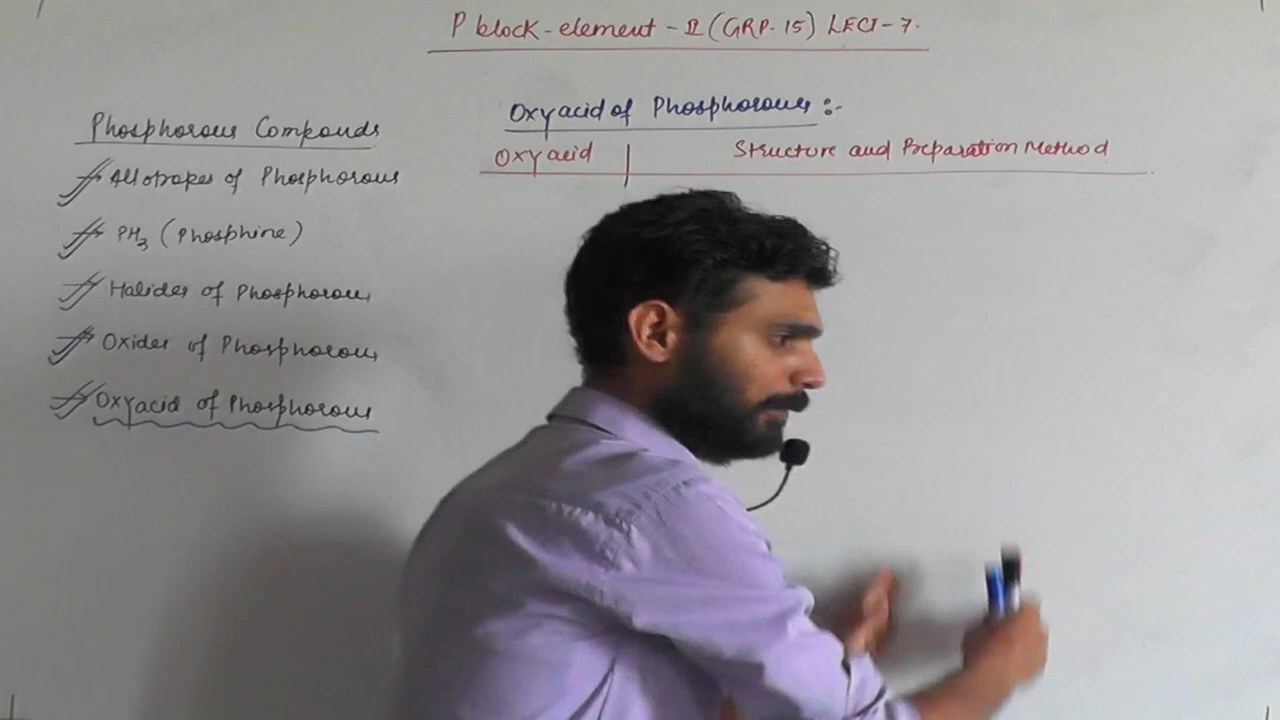 P block-element-II (GRP-15) LECT-7.
Phosphorous Compouds
Allotropes of Phosphorous
PH3 (Phosphine)
Halides of Phosphorous
Oxides of Phosphorous
Oxyacid of Phosphorous
Oxyacid of Phosphorous :-
Oxyacid | Structure and Preparation Method